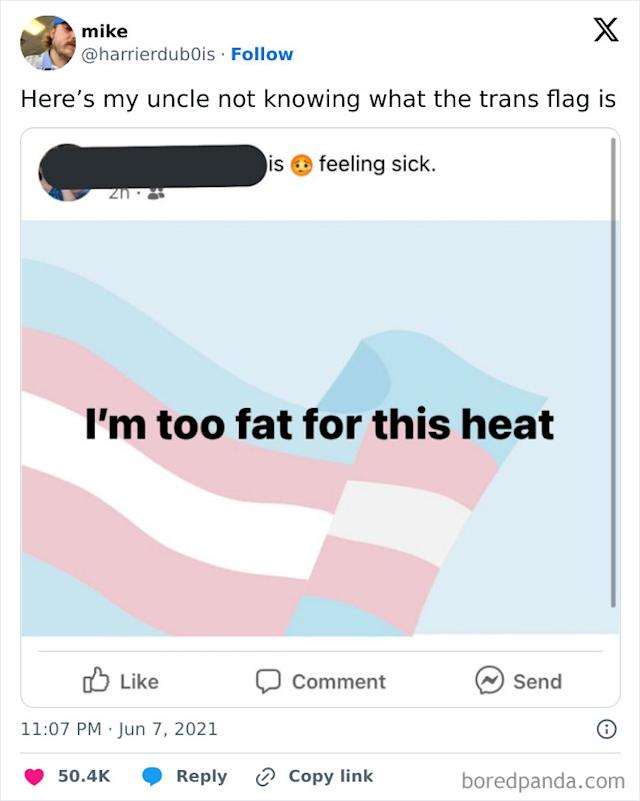 mike
@harrierdub0is · Follow
Here's my uncle not knowing what the trans flag is
is 🥵 feeling sick.
2h ·
I'm too fat for this heat
Like Comment Send
11:07 PM · Jun 7, 2021
50.4K Reply Copy link
boredpanda.com